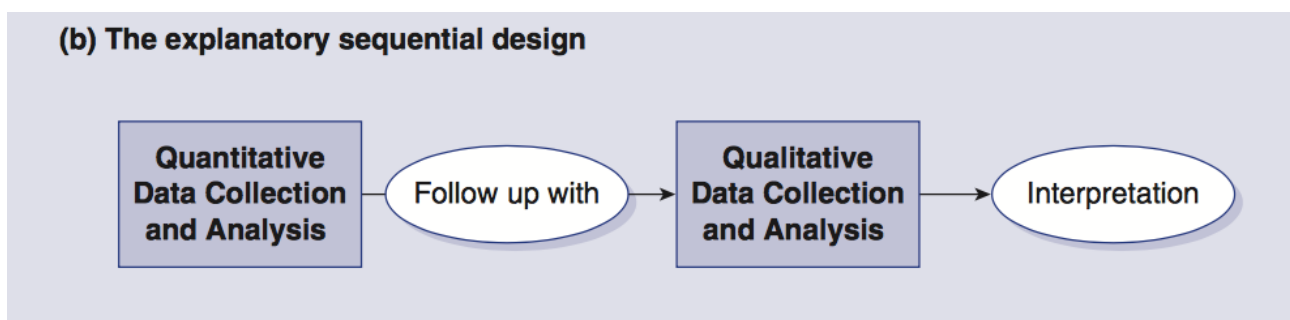 (b) The explanatory sequential design
Quantitative
Data Collection
and Analysis
Follow up with
Qualitative
Data Collection
and Analysis
Interpretation